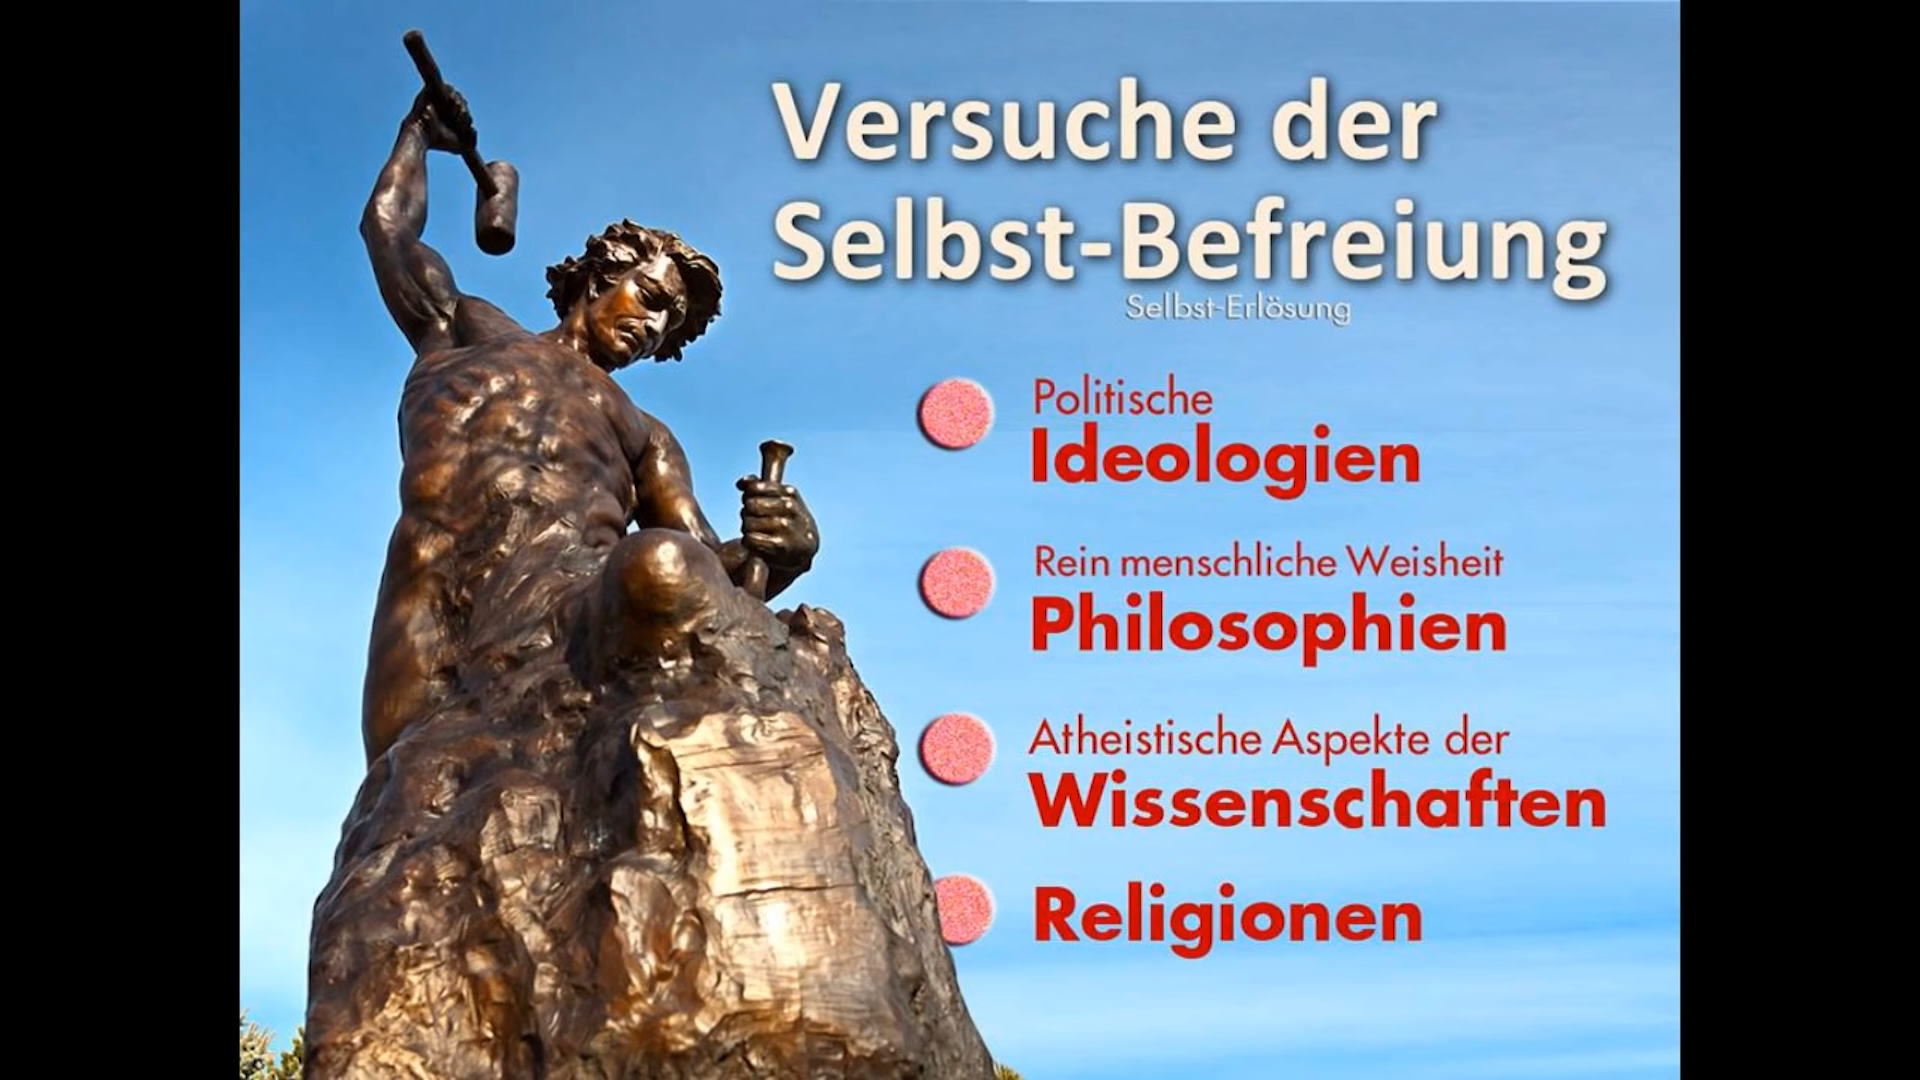 Versuche der
Selbst-Befreiung
Selbst-Erlösung
Politische
Ideologien
Rein menschliche Weisheit
Philosophien
Atheistische Aspekte der
Wissenschaften
Religionen